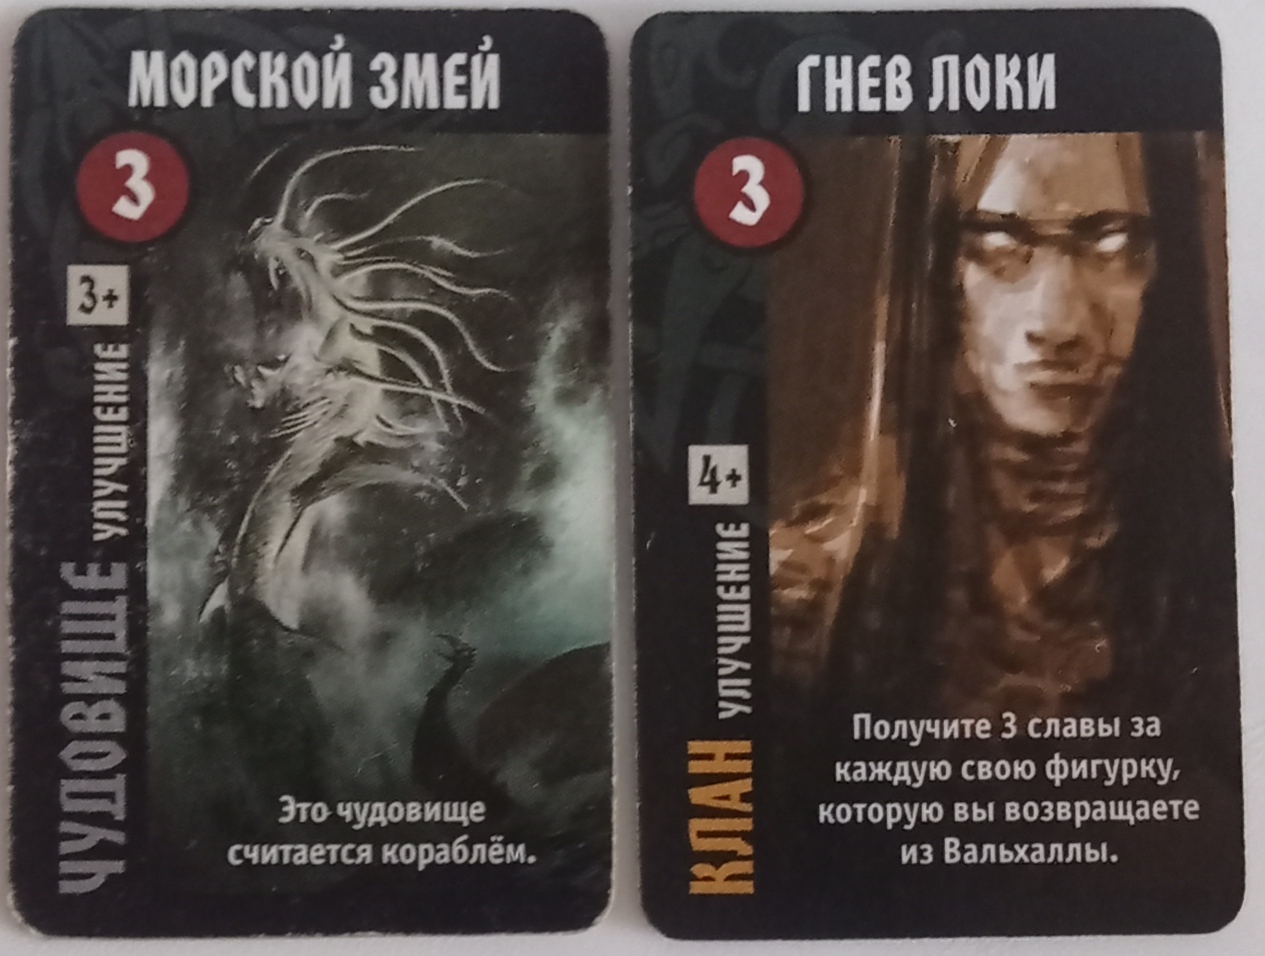 МОРСКОЙ ЗМЕЙ
3
3+
ЧУДОВИЩЕ УЛУЧШЕНИЕ
Это чудовище
считается кораблём.
ГНЕВ ЛОКИ
3
4+
КЛАН УЛУЧШЕНИЕ
Получите 3 славы за
каждую свою фигурку,
которую вы возвращаете
из Вальхаллы.